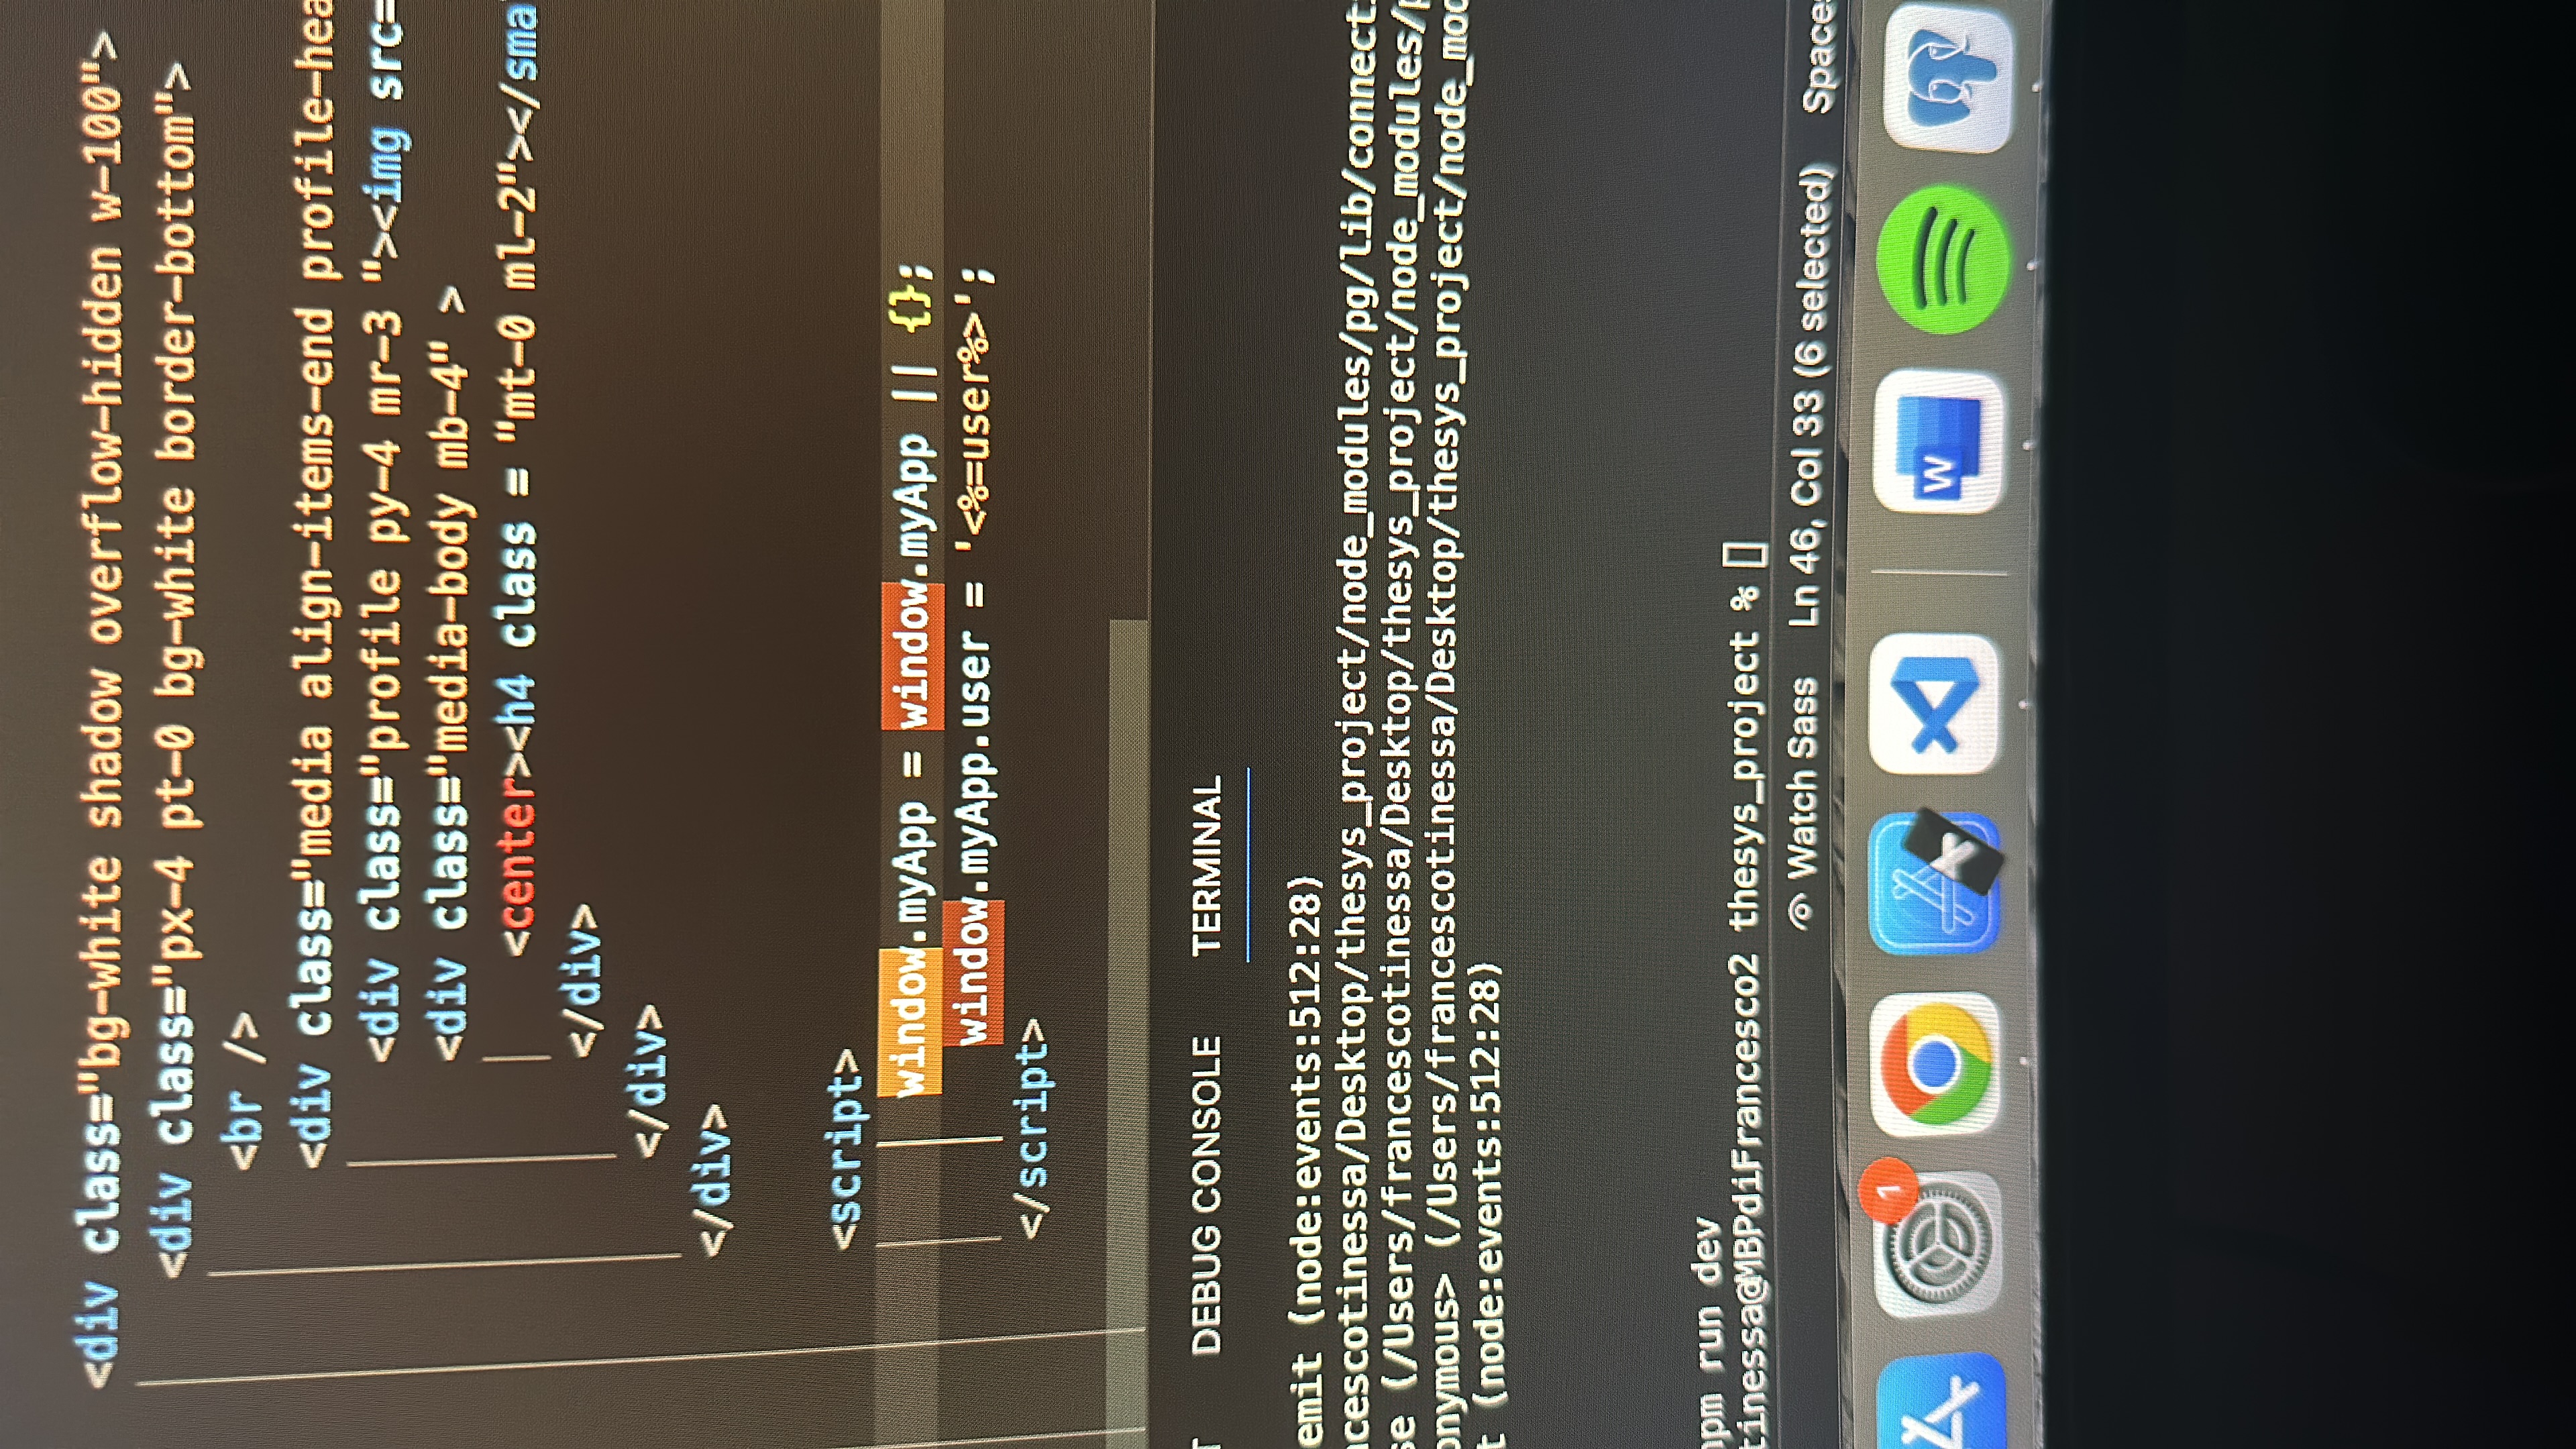 <div class="bg-white shadow overflow-hidden w-100">
<div class="px-4 pt-0 bg-white border-bottom">
<br />
<div class="media align-items-end profile-hea
<div class="profile py-4 mr-3 "><img src=
<div class="media-body mb-4" >
<center><h4 class = "mt-0 ml-2"></sma
</div>
</div>
</div>
<script>
window.myApp = window.myApp || {};
window.myApp.user = '<%=user%>';
</script>
T DEBUG CONSOLE TERMINAL
emit (node:events:512:28)
ncescotinessa/Desktop/thesys_project/node_modules/pg/lib/connecti
se (/Users/francescotinessa/Desktop/thesys_project/node_modules/p
onymous> (/Users/francescotinessa/Desktop/thesys_project/node_mod
t (node:events:512:28)
npm run dev
tinessa@MBPdiFrancesco2 thesys_project %
Watch Sass Ln 46, Col 33 (6 selected) Spaces
1
W